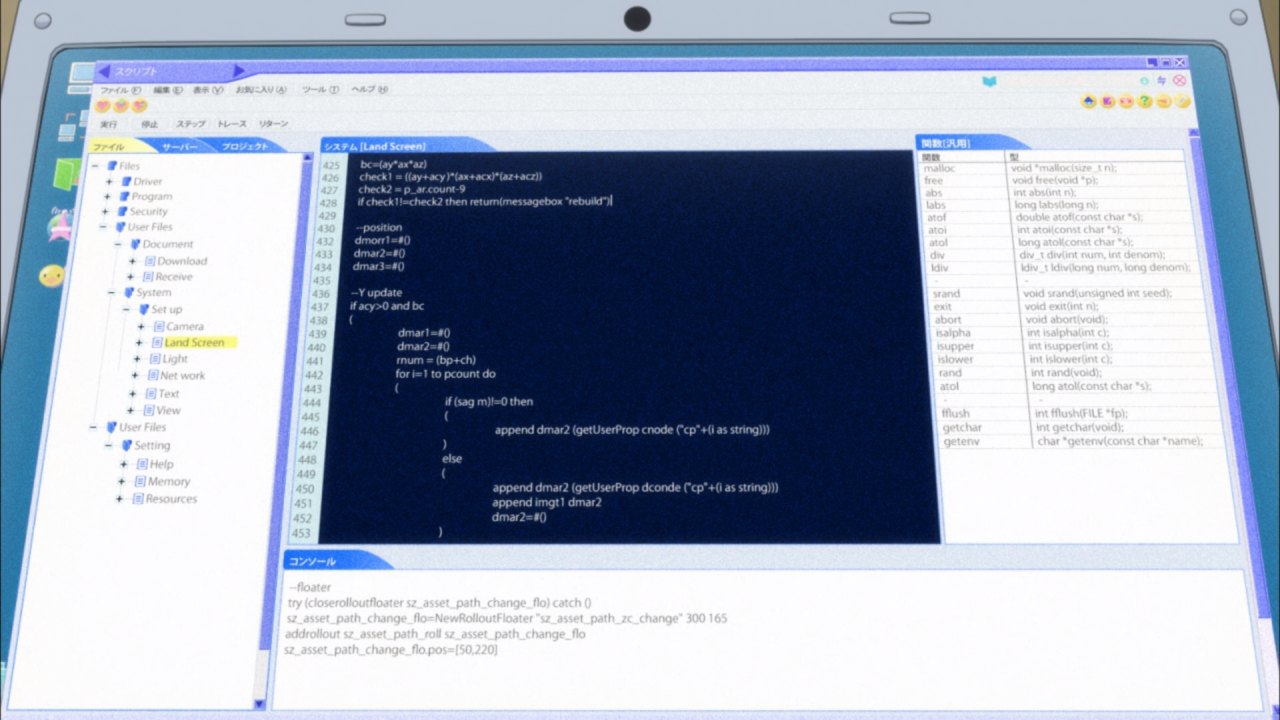 スクリプト
ファイル(F) 編集(E) 表示(V) お気に入り(A) ツール(T) ヘルプ(H)
実行 停止 ステップ トレース リターン
ファイル サーバー プロジェクト
Files
Driver
Program
Security
User Files
Document
Download
Receive
System
Set up
Camera
Land Screen
Light
Net work
Text
View
User Files
Setting
Help
Memory
Resources
システム [Land Screen]
425 bc=(ay*ax*az)
426 check1 = ((ay+acy)*(ax+acx)*(az+acz))
427 check2 = p_ar.count-9
428 if check1!=check2 then return(messagebox "rebuild")
429
430 --position
432 dmorr1=#()
433 dmar2=#()
434 dmar3=#()
435
436 --Y update
437 if acy>0 and bc
438 (
439 dmar1=#()
440 dmar2=#()
441 rnum = (bp+ch)
442 for i=1 to pcount do
443 (
444 if (sag m)!=0 then
445 (
446 append dmar2 (getUserProp cnode ("cp"+(i as string)))
447 )
448 else
449 (
450 append dmar2 (getUserProp dconde ("cp"+(i as string)))
451 append imgt1 dmar2
452 dmar2=#()
453 )
関数[汎用]
関数 型
malloc void *malloc(size_t n);
free void free(void *p);
abs int abs(int n);
labs long labs(long n);
atof double atof(const char *s);
atoi int atoi(const char *s);
atol long atol(const char *s);
div div_t div(int num, int denom);
ldiv ldiv_t ldiv(long num, long denom);
- -
srand void srand(unsigned int seed);
exit void exit(int n);
abort void abort(void);
isalpha int isalpha(int c);
isupper int isupper(int c);
islower int islower(int c);
rand int rand(void);
atol long atol(const char *s);
- -
fflush int fflush(FILE *fp);
getchar int getchar(void);
getenv char *getenv(const char *name);
コンソール
--floater
try (closerolloutfloater sz_asset_path_change_flo) catch ()
sz_asset_path_change_flo=NewRolloutFloater "sz_asset_path_zc_change" 300 165
addrollout sz_asset_path_roll sz_asset_path_change_flo
sz_asset_path_change_flo.pos=[50,220]